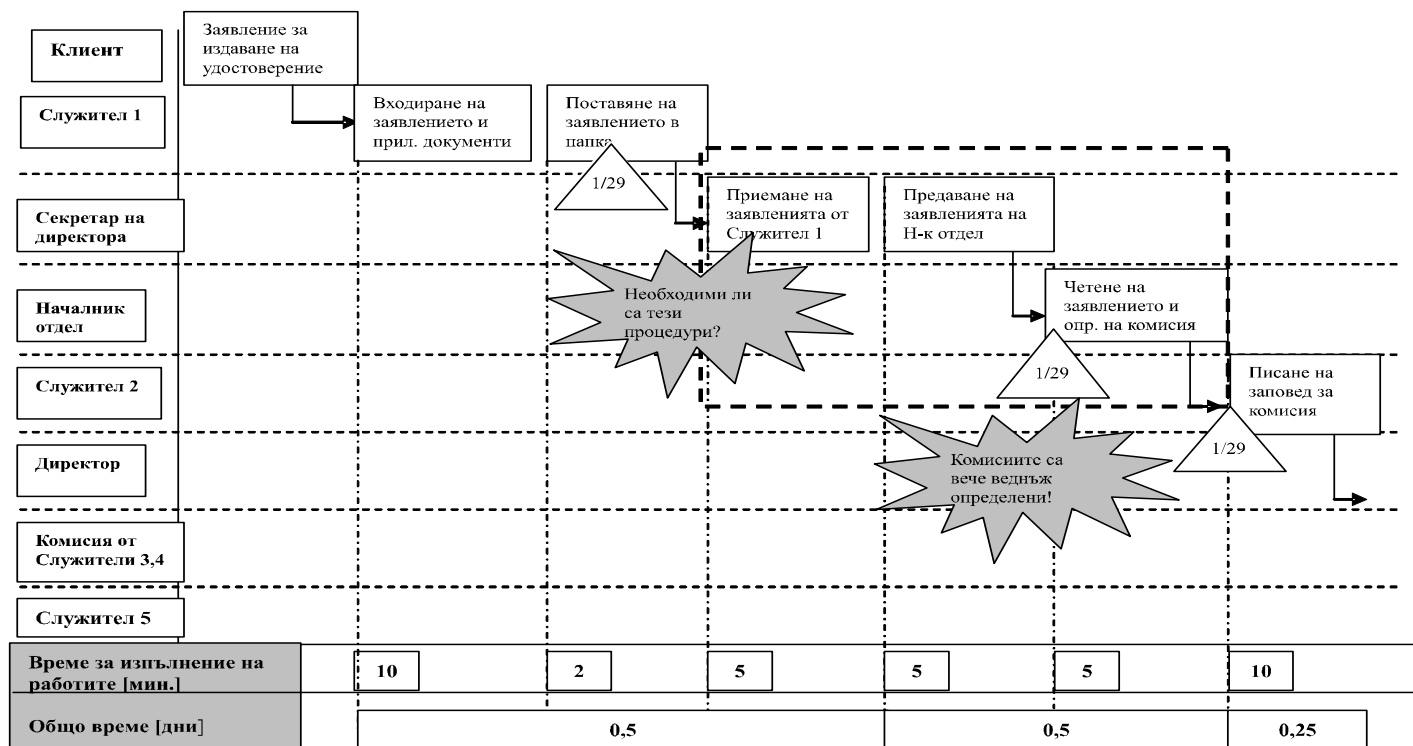 Клиент
Заявление за
издаване на
удостоверение
Служител 1
Входиране на
заявлението и
прил. документи
Поставяне на
заявлението в
папка
1/29
Секретар на
директора
Приемане на
заявленията от
Служител 1
Предаване на
заявленията на
Н-к отдел
Началник
отдел
Необходими ли
са тези
процедури?
Четене на
заявлението и
опр. на комисия
1/29
Служител 2
Писане на
заповед за
комисия
1/29
Директор
Комисиите са
вече веднъж
определени!
Комисия от
Служители 3,4
Служител 5
Време за изпълнение на
работите [мин.]
10 2 5 5 5 10
Общо време [дни]
0,5 0,5 0,25